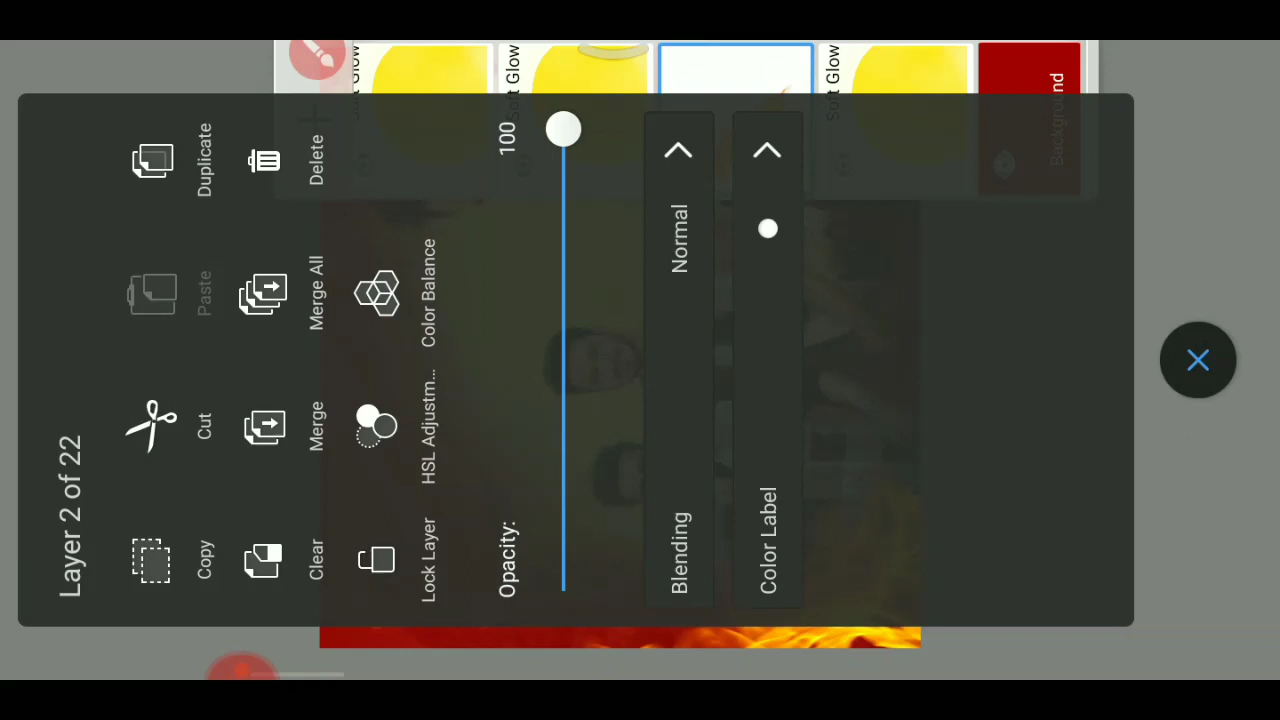 Layer 2 of 22
Copy Cut Paste Duplicate
Clear Merge Merge All Delete
Lock Layer HSL Adjustm... Color Balance
Opacity: 100
Blending Normal
Color Label
Soft Glow
Soft Glow
Background